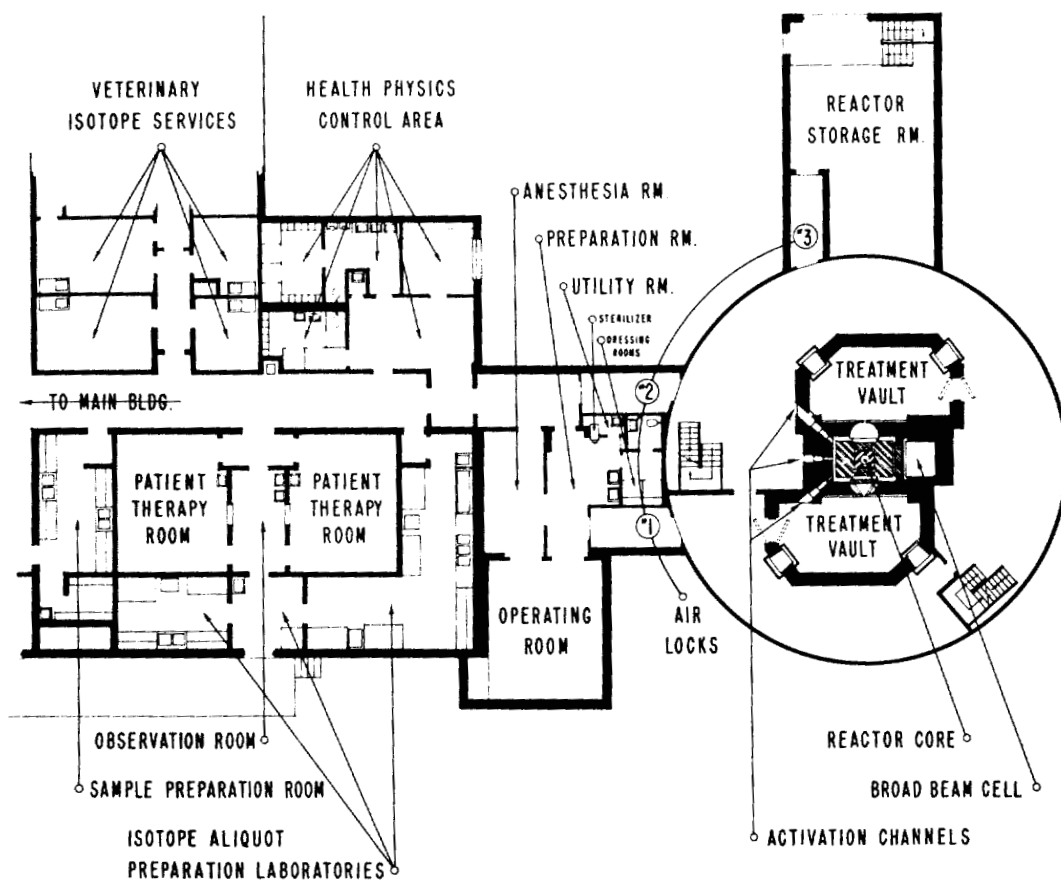 VETERINARY
ISOTOPE SERVICES
HEALTH PHYSICS
CONTROL AREA
REACTOR
STORAGE RM.
ANESTHESIA RM.
PREPARATION RM.
#3
UTILITY RM.
STERILIZER
DRESSING
ROOMS
TREATMENT
VAULT
TO MAIN BLDG.
#2
PATIENT
THERAPY
ROOM
PATIENT
THERAPY
ROOM
#1
TREATMENT
VAULT
OPERATING
ROOM
AIR
LOCKS
OBSERVATION ROOM
REACTOR CORE
SAMPLE PREPARATION ROOM
BROAD BEAM CELL
ISOTOPE ALIQUOT
PREPARATION LABORATORIES
ACTIVATION CHANNELS